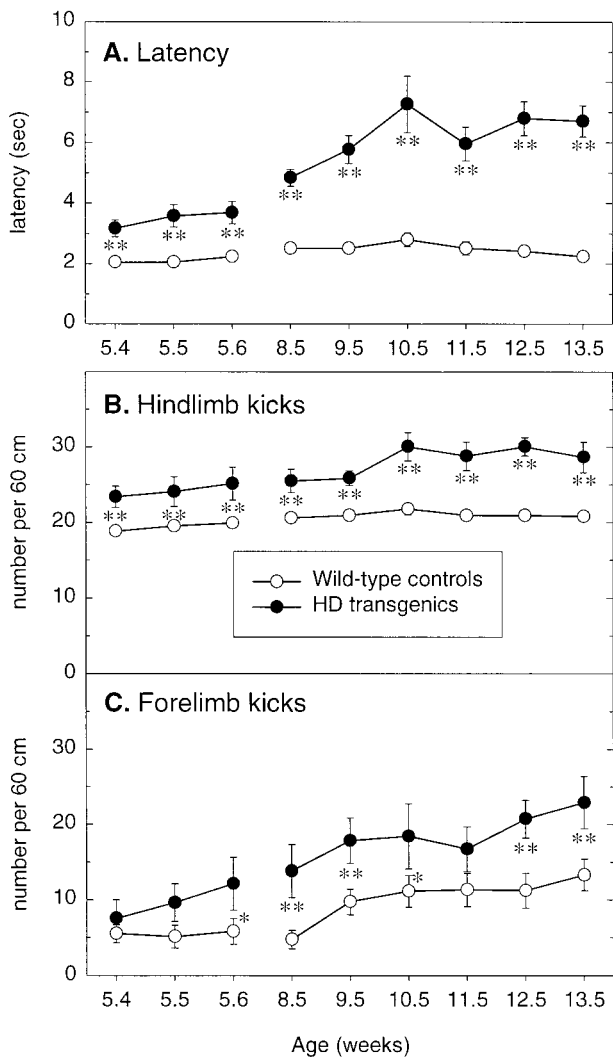 A. Latency
10
8
6
4
2
0
latency (sec)
** ** ** ** ** ** ** ** **
5.4 5.5 5.6 8.5 9.5 10.5 11.5 12.5 13.5
B. Hindlimb kicks
30
20
10
0
number per 60 cm
** ** ** ** ** ** ** ** **
Wild-type controls
HD transgenics
C. Forelimb kicks
30
20
10
0
number per 60 cm
* ** ** * ** **
5.4 5.5 5.6 8.5 9.5 10.5 11.5 12.5 13.5
Age (weeks)